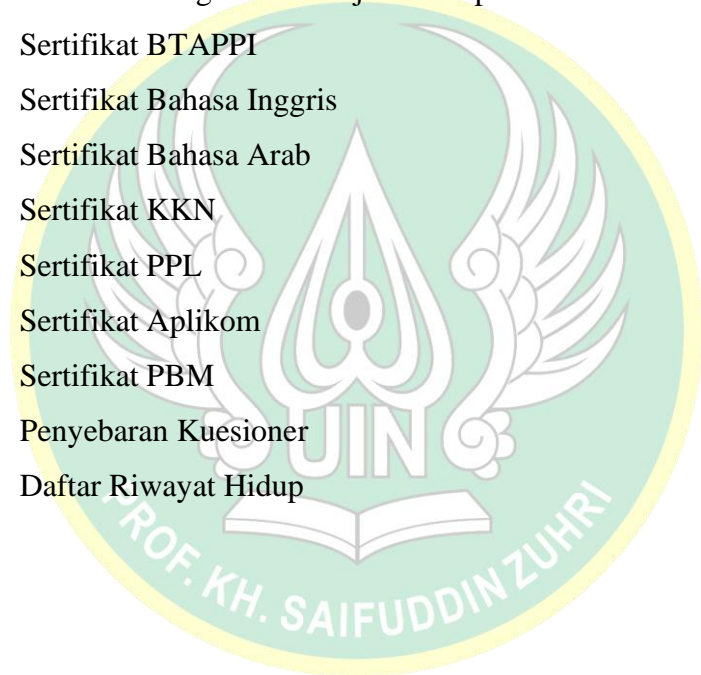 Sertifikat BTAPPI
Sertifikat Bahasa Inggris
Sertifikat Bahasa Arab
Sertifikat KKN
Sertifikat PPL
Sertifikat Aplikom
Sertifikat PBM
Penyebaran Kuesioner
Daftar Riwayat Hidup
UIN
PROF. KH. SAIFUDDIN ZUHRI